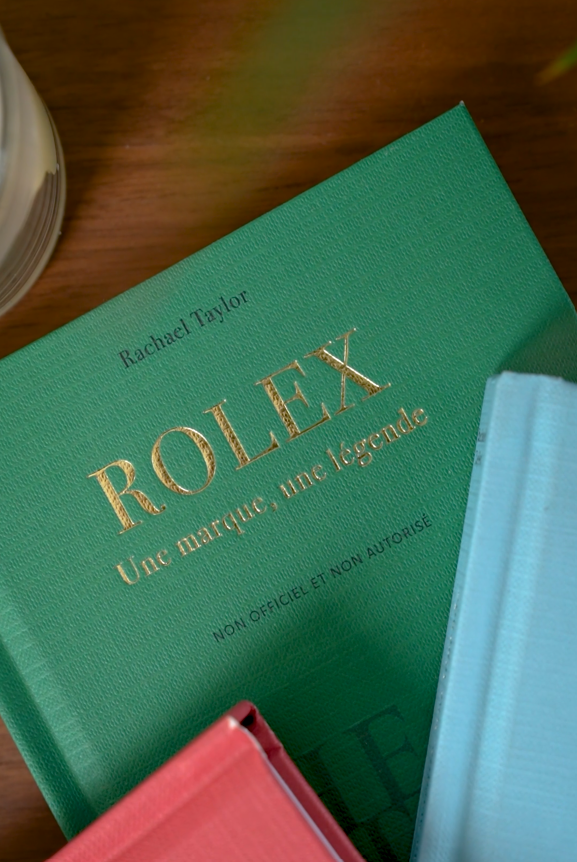 Rachael Taylor
ROLEX
Une marque, une légende
NON OFFICIEL ET NON AUTORISÉ